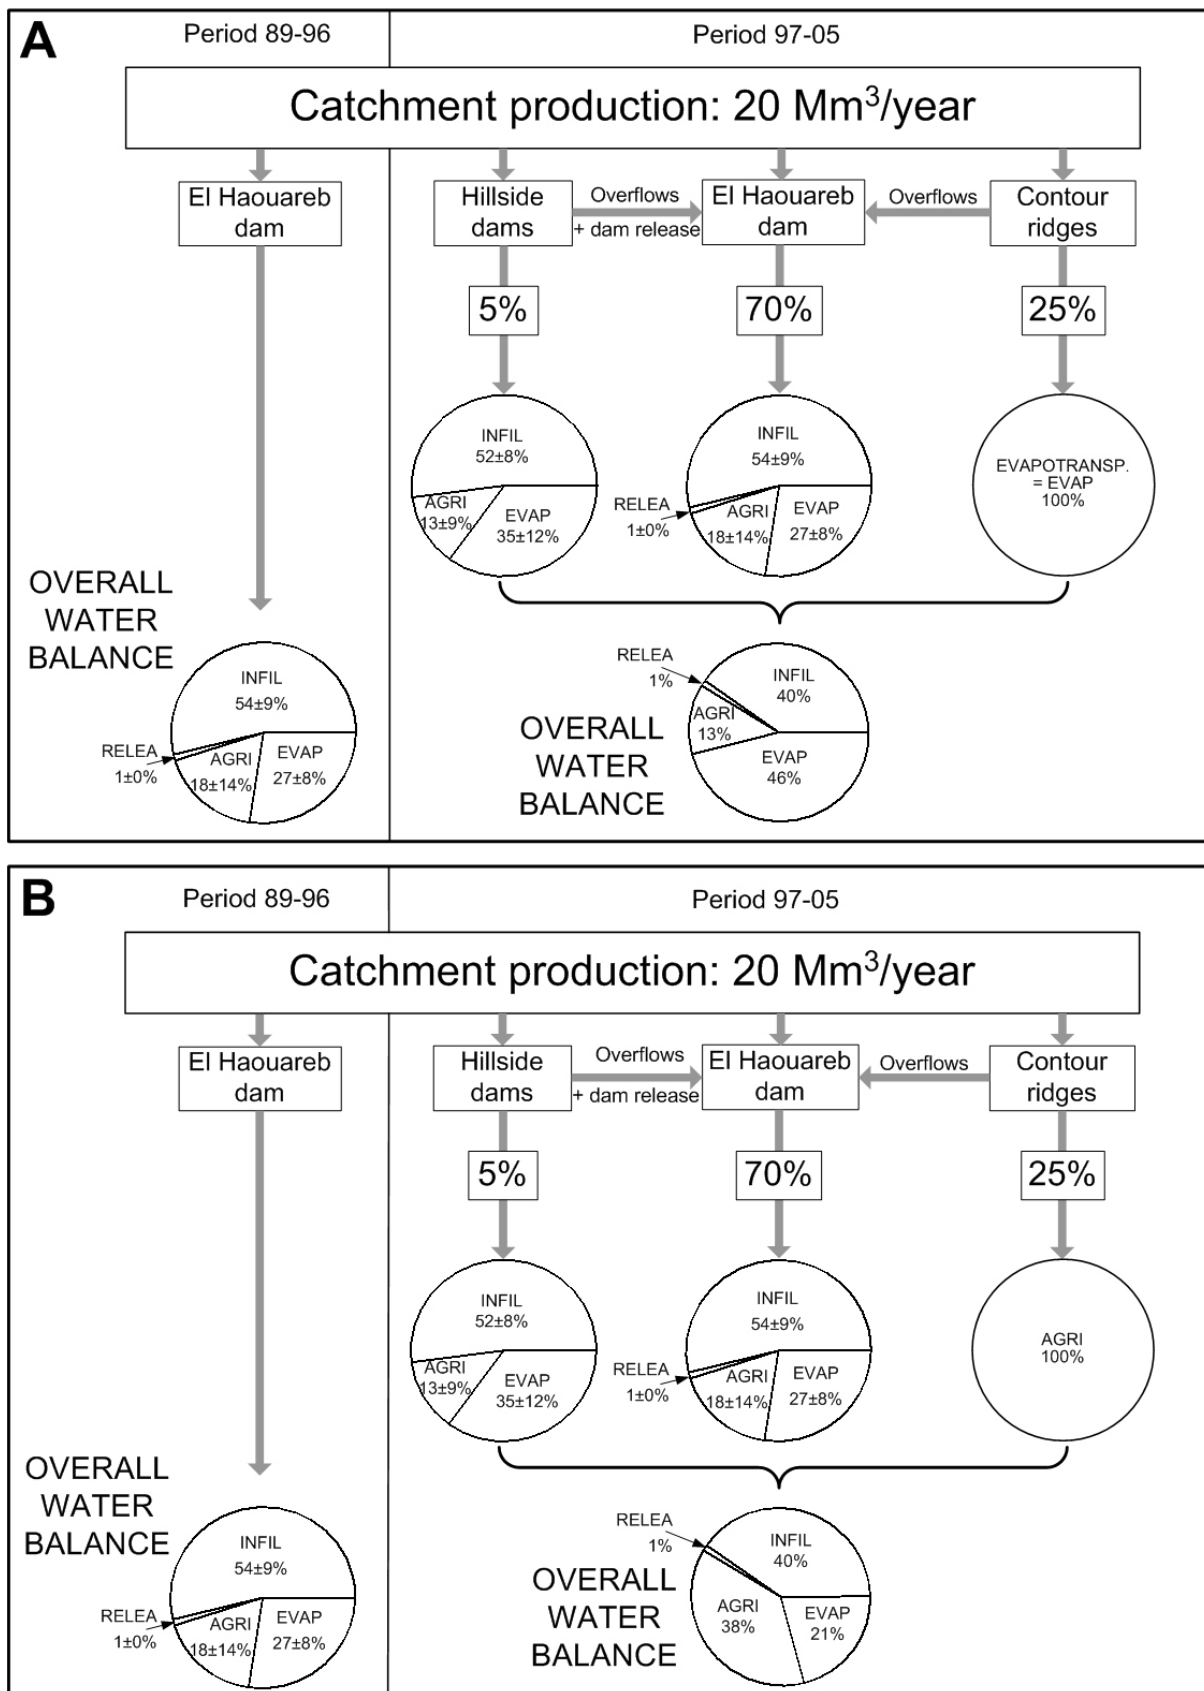 A
Period 89-96
Period 97-05
Catchment production: 20 Mm³/year
El Haouareb
dam
Hillside
dams
Overflows
+ dam release
El Haouareb
dam
Overflows
Contour
ridges
5%
70%
25%
INFIL
52±8%
AGRI
13±9%
EVAP
35±12%
INFIL
54±9%
RELEA
1±0%
AGRI
18±14%
EVAP
27±8%
EVAPOTRANSP.
= EVAP
100%
OVERALL
WATER
BALANCE
INFIL
54±9%
RELEA
1±0%
AGRI
18±14%
EVAP
27±8%
RELEA
1%
INFIL
40%
AGRI
13%
EVAP
46%
OVERALL
WATER
BALANCE
B
Period 89-96
Period 97-05
Catchment production: 20 Mm³/year
El Haouareb
dam
Hillside
dams
Overflows
+ dam release
El Haouareb
dam
Overflows
Contour
ridges
5%
70%
25%
INFIL
52±8%
AGRI
13±9%
EVAP
35±12%
INFIL
54±9%
RELEA
1±0%
AGRI
18±14%
EVAP
27±8%
AGRI
100%
OVERALL
WATER
BALANCE
INFIL
54±9%
RELEA
1±0%
AGRI
18±14%
EVAP
27±8%
RELEA
1%
INFIL
40%
AGRI
38%
EVAP
21%
OVERALL
WATER
BALANCE